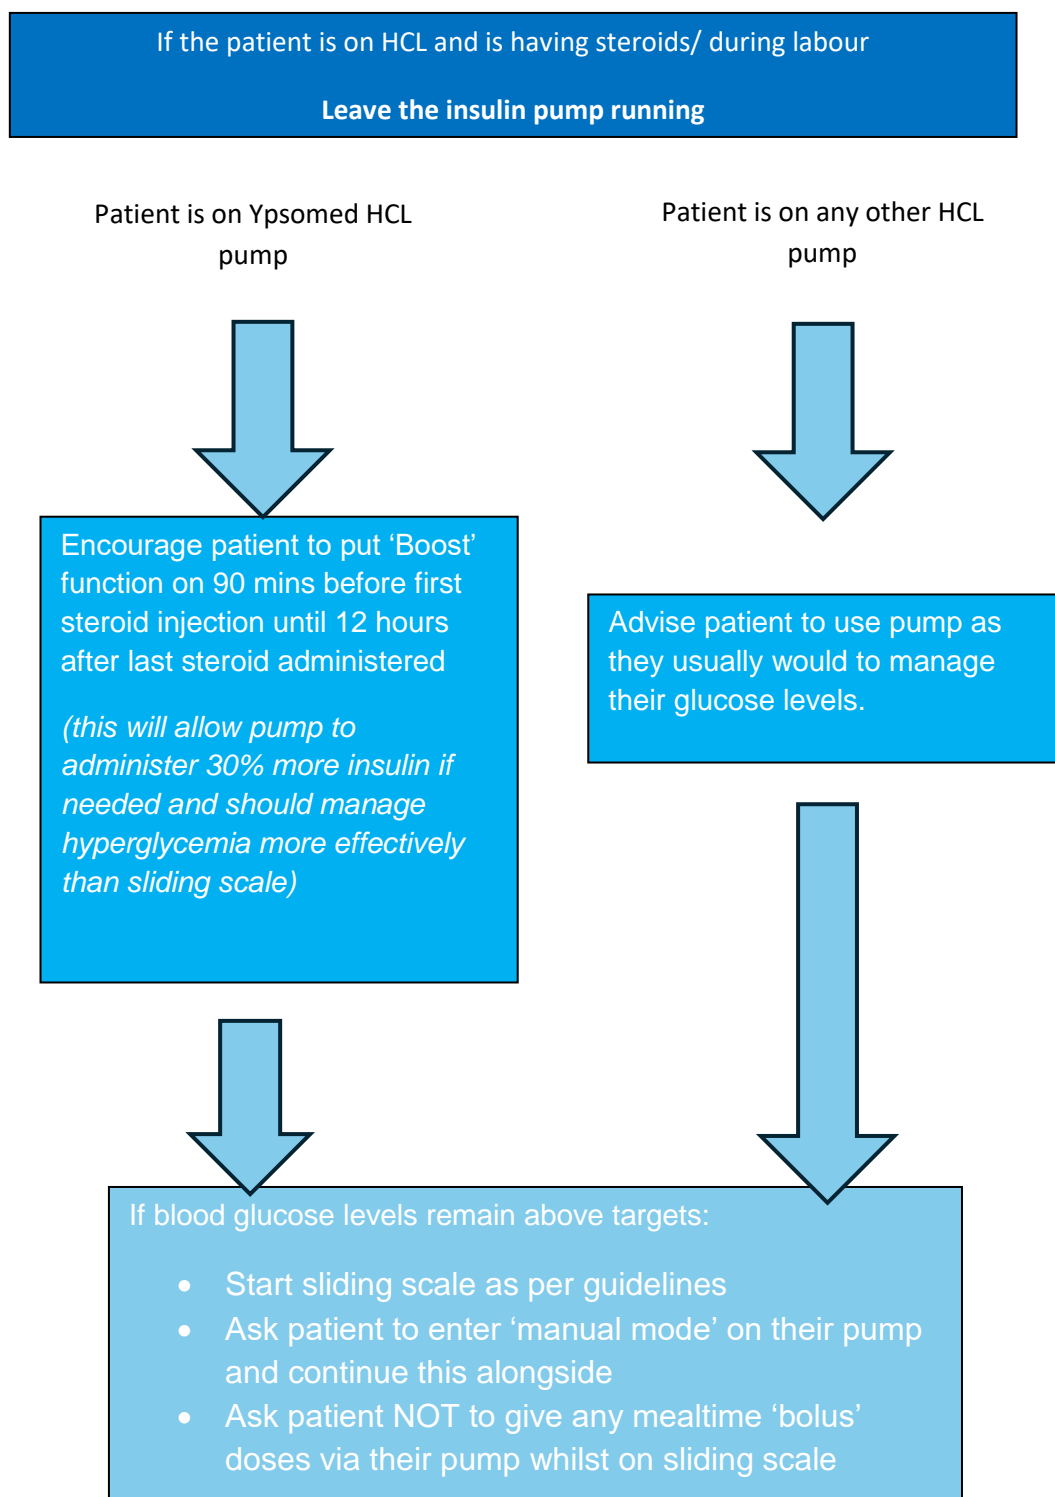 If the patient is on HCL and is having steroids/ during labour
Leave the insulin pump running
Patient is on Ypsomed HCL
pump
Patient is on any other HCL
pump
Encourage patient to put ‘Boost’
function on 90 mins before first
steroid injection until 12 hours
after last steroid administered
(this will allow pump to
administer 30% more insulin if
needed and should manage
hyperglycemia more effectively
than sliding scale)
Advise patient to use pump as
they usually would to manage
their glucose levels.
If blood glucose levels remain above targets:
• Start sliding scale as per guidelines
• Ask patient to enter ‘manual mode’ on their pump
and continue this alongside
• Ask patient NOT to give any mealtime ‘bolus’
doses via their pump whilst on sliding scale